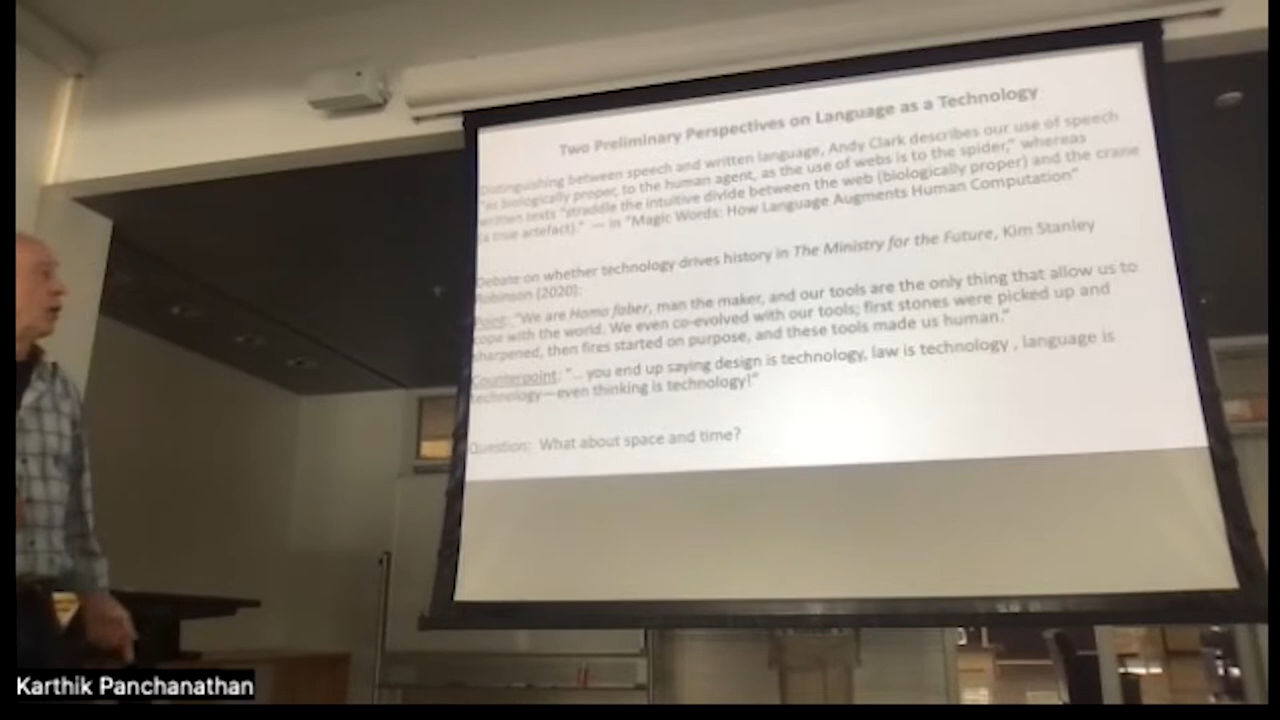 Two Preliminary Perspectives on Language as a Technology
Distinguishing between speech and written language, Andy Clark describes our use of speech
"as biologically proper, to the human agent, as the use of webs is to the spider," whereas
written texts "straddle the intuitive divide between the web (biologically proper) and the crane
(a true artefact)." — in "Magic Words: How Language Augments Human Computation"
Debate on whether technology drives history in The Ministry for the Future, Kim Stanley
Robinson (2020):
Point: "We are Homo faber, man the maker, and our tools are the only thing that allow us to
cope with the world. We even co-evolved with our tools; first stones were picked up and
sharpened, then fires started on purpose, and these tools made us human."
Counterpoint: "... you end up saying design is technology, law is technology , language is
technology—even thinking is technology!"
Question: What about space and time?
Karthik Panchanathan